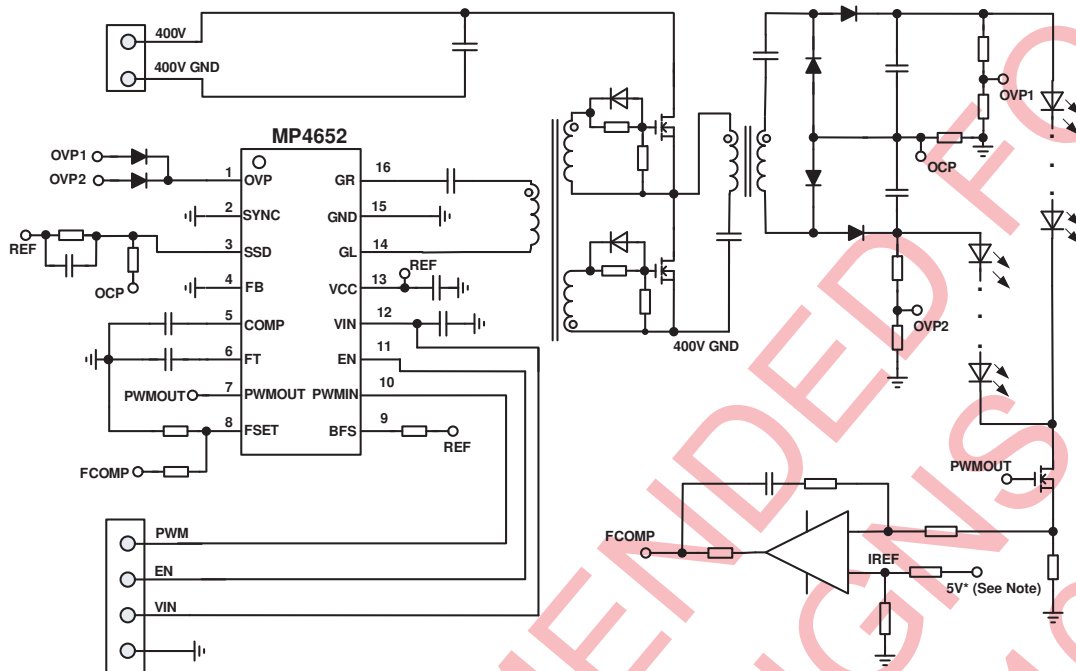 400V
400V GND
MP4652
OVP1
OVP2
1 OVP
2 SYNC
REF
3 SSD
OCP
4 FB
5 COMP
6 FT
PWMOUT
7 PWMOUT
8 FSET
FCOMP
16 GR
15 GND
14 GL
REF
13 VCC
12 VIN
11 EN
10 PWMIN
9 BFS
REF
400V GND
OVP1
OCP
OVP2
PWMOUT
FCOMP
IREF
5V* (See Note)
PWM
EN
VIN
ENDED FO
IGNS